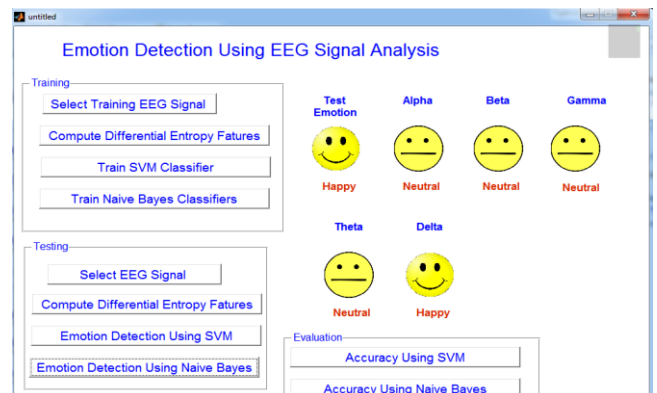 untitled
Emotion Detection Using EEG Signal Analysis
Training
Select Training EEG Signal
Compute Differential Entropy Fatures
Train SVM Classifier
Train Naive Bayes Classifiers
Test
Emotion
Alpha
Beta
Gamma
Happy
Neutral
Neutral
Neutral
Theta
Delta
Neutral
Happy
Testing
Select EEG Signal
Compute Differential Entropy Fatures
Emotion Detection Using SVM
Emotion Detection Using Naive Bayes
Evaluation
Accuracy Using SVM
Accuracy Using Naive Bayes